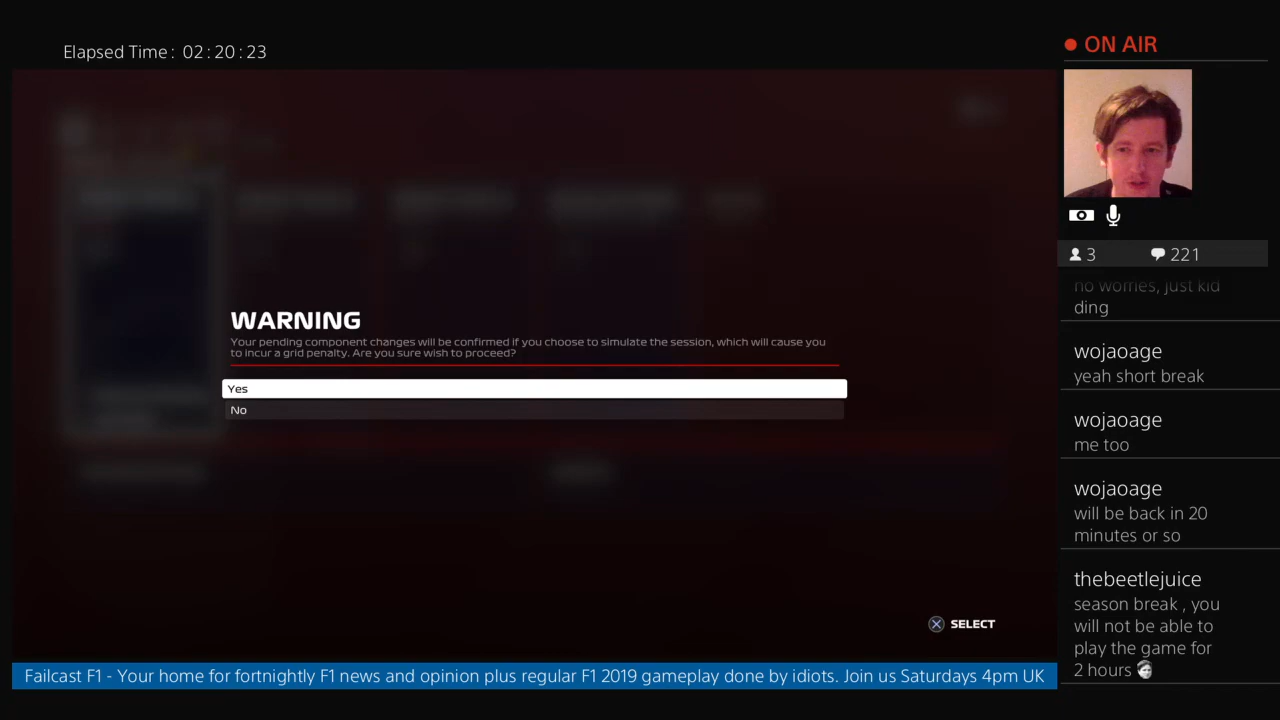 Elapsed Time: 02:20:23
ON AIR
3 221
no worries, just kid
ding
wojaoage
yeah short break
wojaoage
me too
wojaoage
will be back in 20
minutes or so
thebeetlejuice
season break , you
will not be able to
play the game for
2 hours
WARNING
Your pending component changes will be confirmed if you choose to simulate the session, which will cause you
to incur a grid penalty. Are you sure wish to proceed?
Yes
No
SELECT
Failcast F1 - Your home for fortnightly F1 news and opinion plus regular F1 2019 gameplay done by idiots. Join us Saturdays 4pm UK